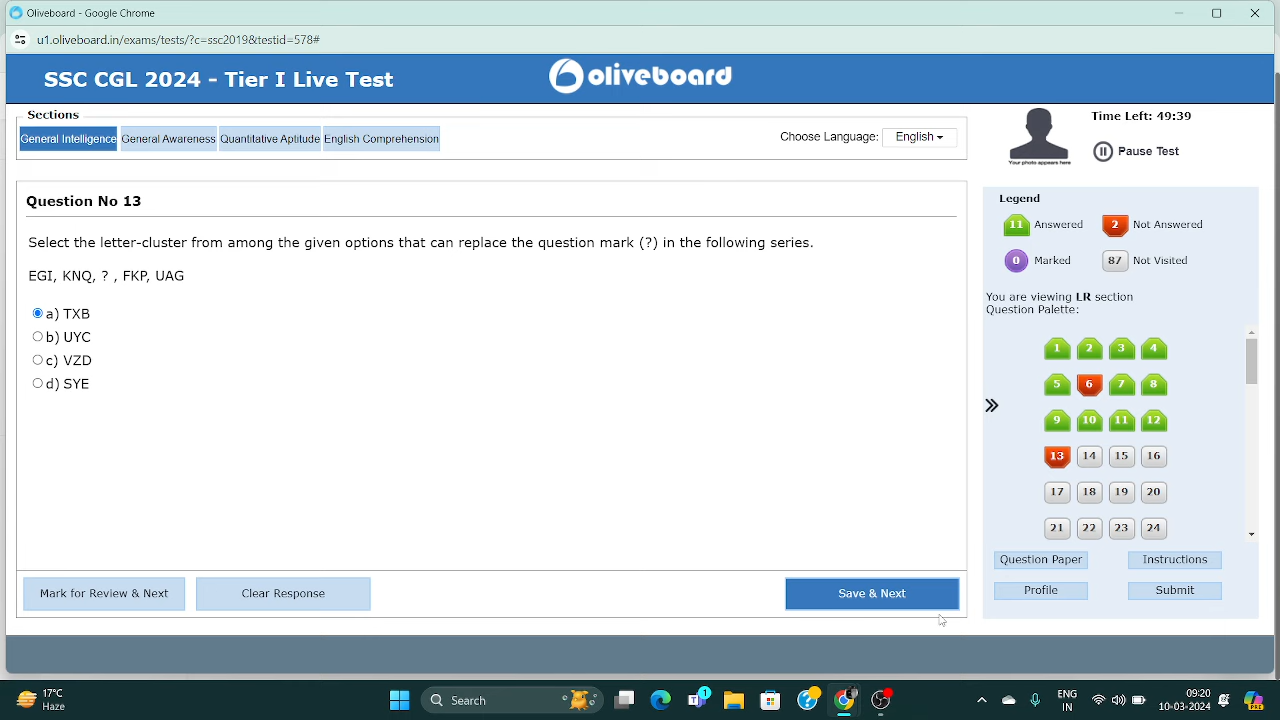 Oliveboard - Google Chrome
u1.oliveboard.in/exams/tests/?c=ssc2019&testid=578#
SSC CGL 2024 - Tier I Live Test
oliveboard
Sections
General Intelligence General Awareness Quantitative Aptitude English Comprehension
Choose Language: English
Your photo appears here
Time Left: 49:39
Pause Test
Question No 13
Select the letter-cluster from among the given options that can replace the question mark (?) in the following series.
EGI, KNQ, ? , FKP, UAG
a) TXB
b) UYC
c) VZD
d) SYE
Mark for Review & Next
Clear Response
Save & Next
Legend
11 Answered 2 Not Answered
0 Marked 87 Not Visited
You are viewing LR section
Question Palette:
1 2 3 4
5 6 7 8
9 10 11 12
13 14 15 16
17 18 19 20
21 22 23 24
Question Paper Instructions
Profile Submit
17°C
Haze
Search
1
ENG
IN
09:20
10-03-2024